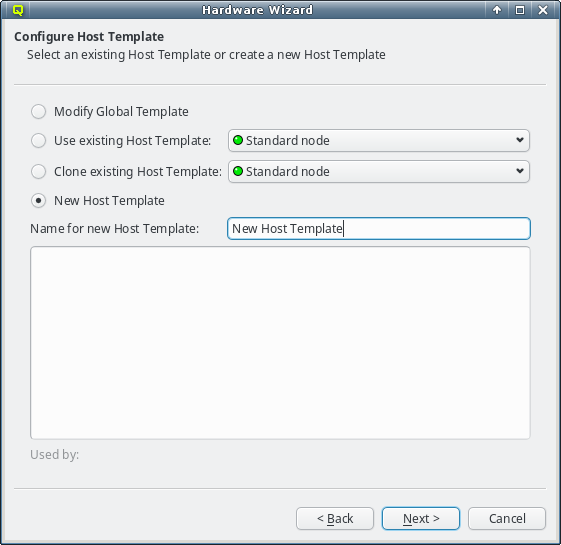 Hardware Wizard
Configure Host Template
Select an existing Host Template or create a new Host Template
Modify Global Template
Use existing Host Template: Standard node
Clone existing Host Template: Standard node
New Host Template
Name for new Host Template: New Host Template
Used by:
< Back Next > Cancel